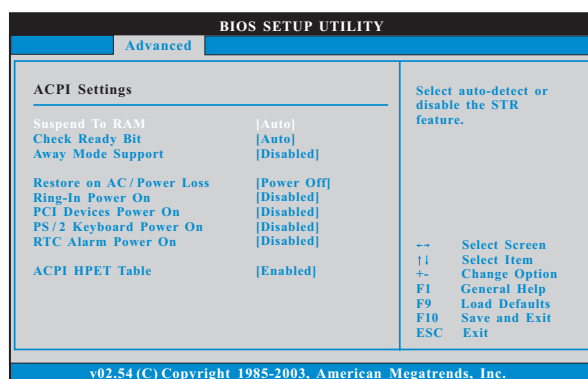 BIOS SETUP UTILITY
Advanced
ACPI Settings
Suspend To RAM [Auto]
Check Ready Bit [Auto]
Away Mode Support [Disabled]
Restore on AC / Power Loss [Power Off]
Ring-In Power On [Disabled]
PCI Devices Power On [Disabled]
PS / 2 Keyboard Power On [Disabled]
RTC Alarm Power On [Disabled]
ACPI HPET Table [Enabled]
Select auto-detect or
disable the STR
feature.
←→ Select Screen
↑↓ Select Item
+- Change Option
F1 General Help
F9 Load Defaults
F10 Save and Exit
ESC Exit
v02.54 (C) Copyright 1985-2003, American Megatrends, Inc.